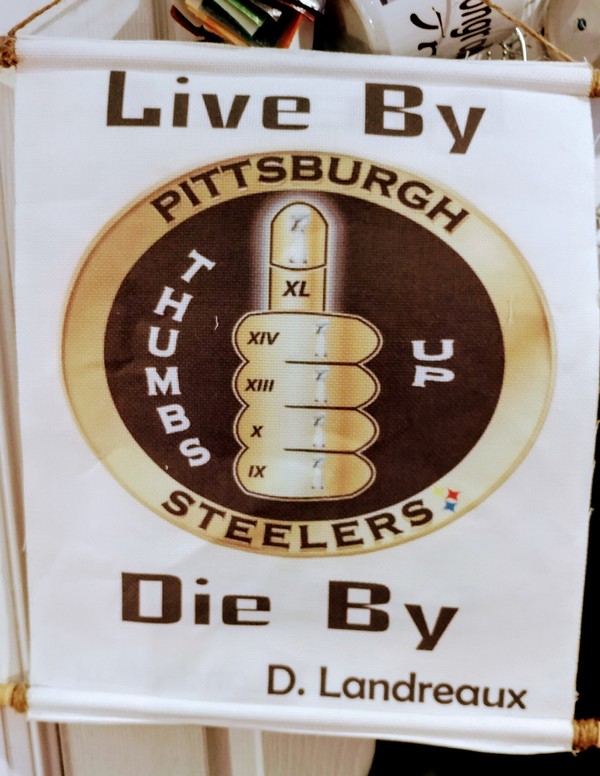 Live By
PITTSBURGH
THUMBS
UP
XL
XIV
XIII
X
IX
STEELERS
Die By
D. Landreaux